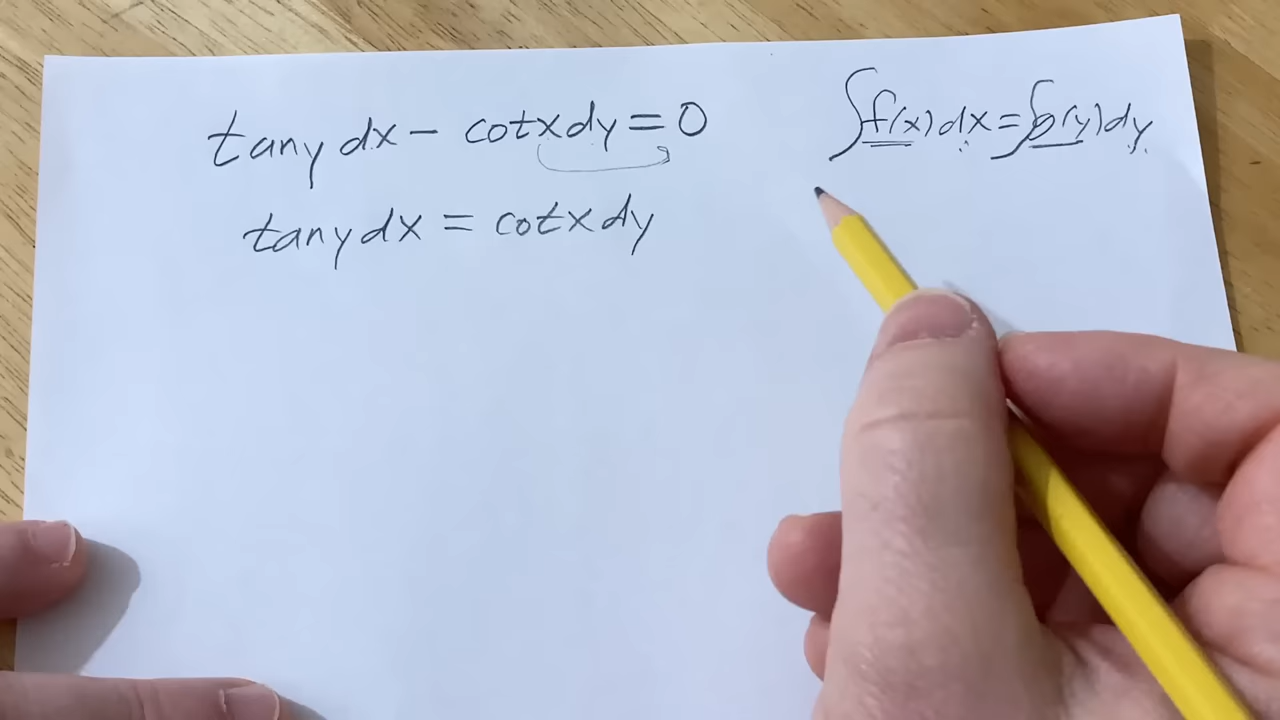 tany dx − cotx dy = 0
∫f(x)dx = ∫g(y)dy
tany dx = cotx dy